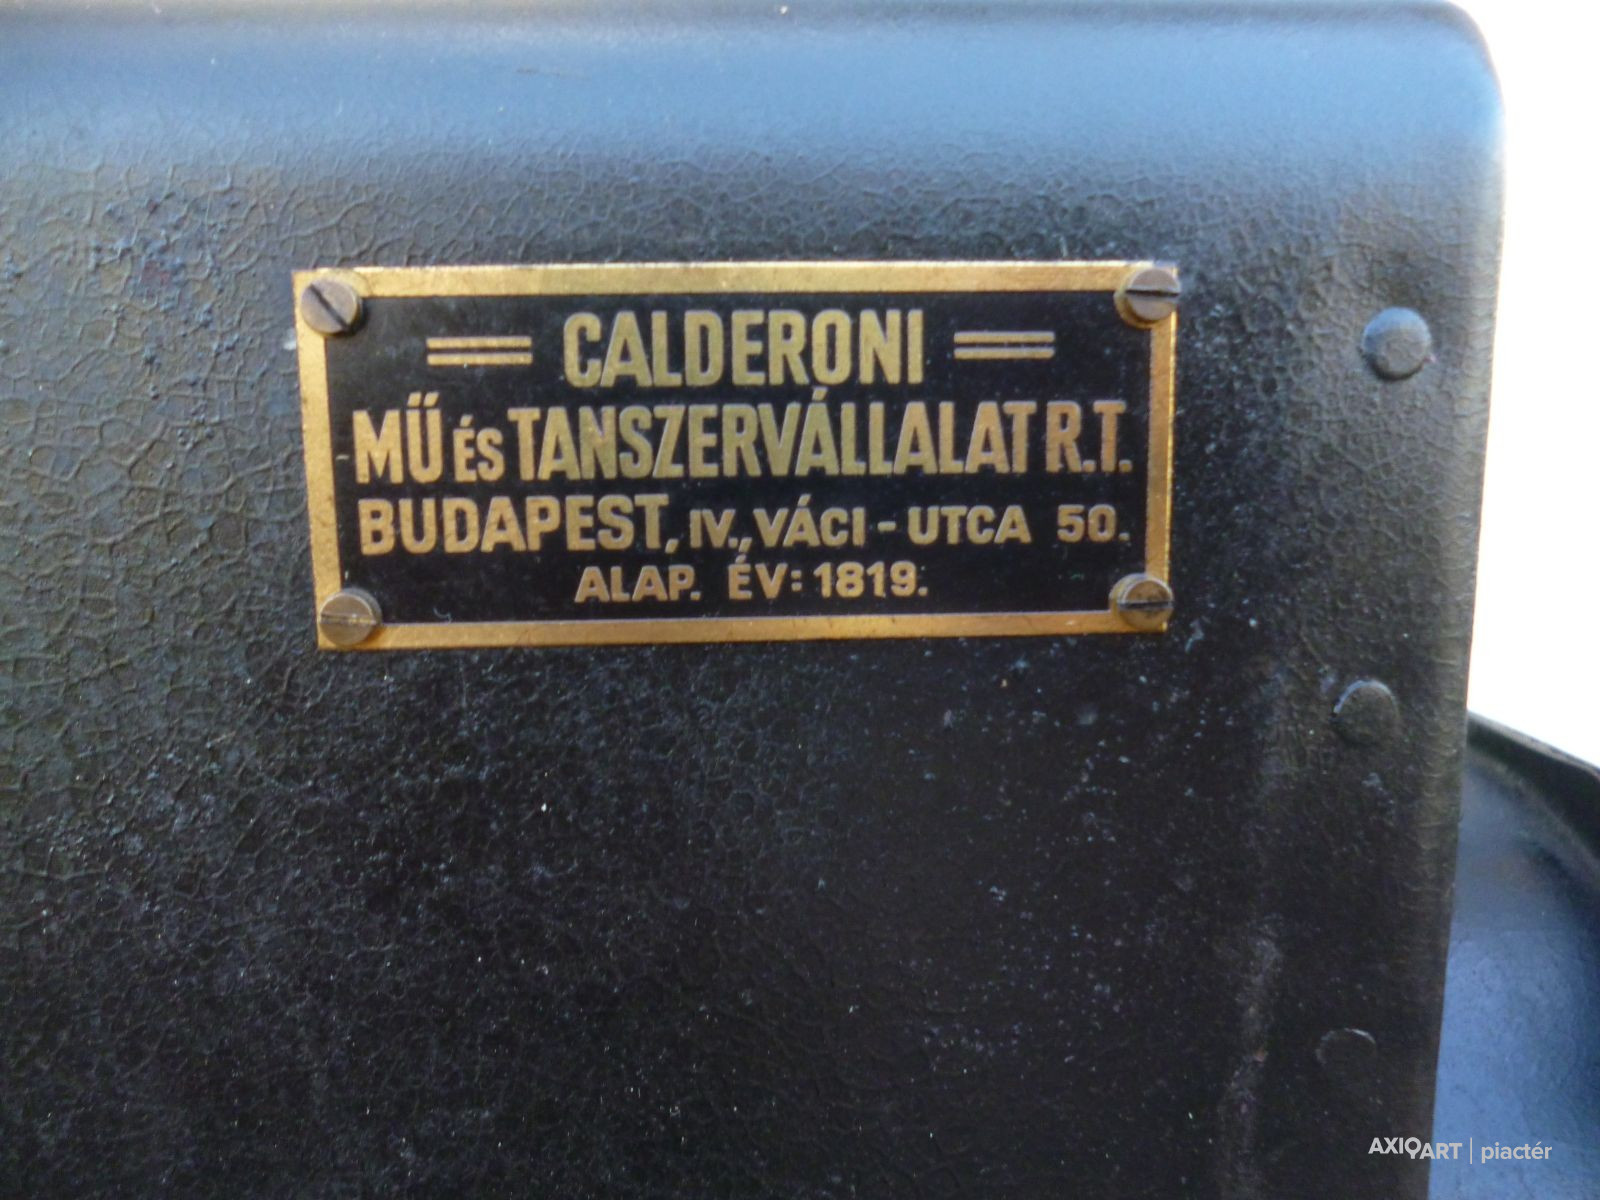 CALDERONI
MŰ ÉS TANSZERVÁLLALAT R.T.
BUDAPEST, IV., VÁCI - UTCA 50.
ALAP. ÉV: 1819.
AXIOART | piactér